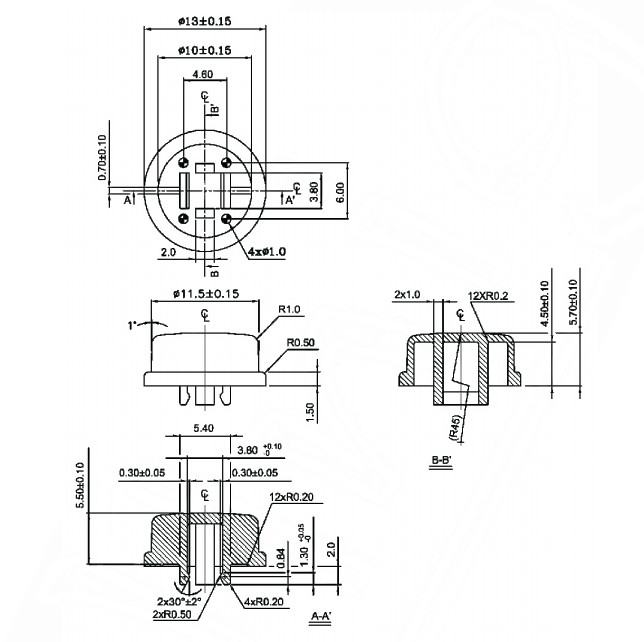 ø13±0.15
ø10±0.15
4.60
℄
B'
0.70±0.10
A
A'
℄
3.80
6.00
2.0
B
4xø1.0
ø11.5±0.15
℄
1°
R1.0
R0.50
1.50
2x1.0
12XR0.2
℄
4.50±0.10
5.70±0.10
(R45)
B-B'
5.40
3.80 +0.10 -0
0.30±0.05
0.30±0.05
℄
5.50±0.10
12xR0.20
0.64
1.30 +0.05 -0
2.0
2x30°±2°
2xR0.50
4xR0.20
A-A'